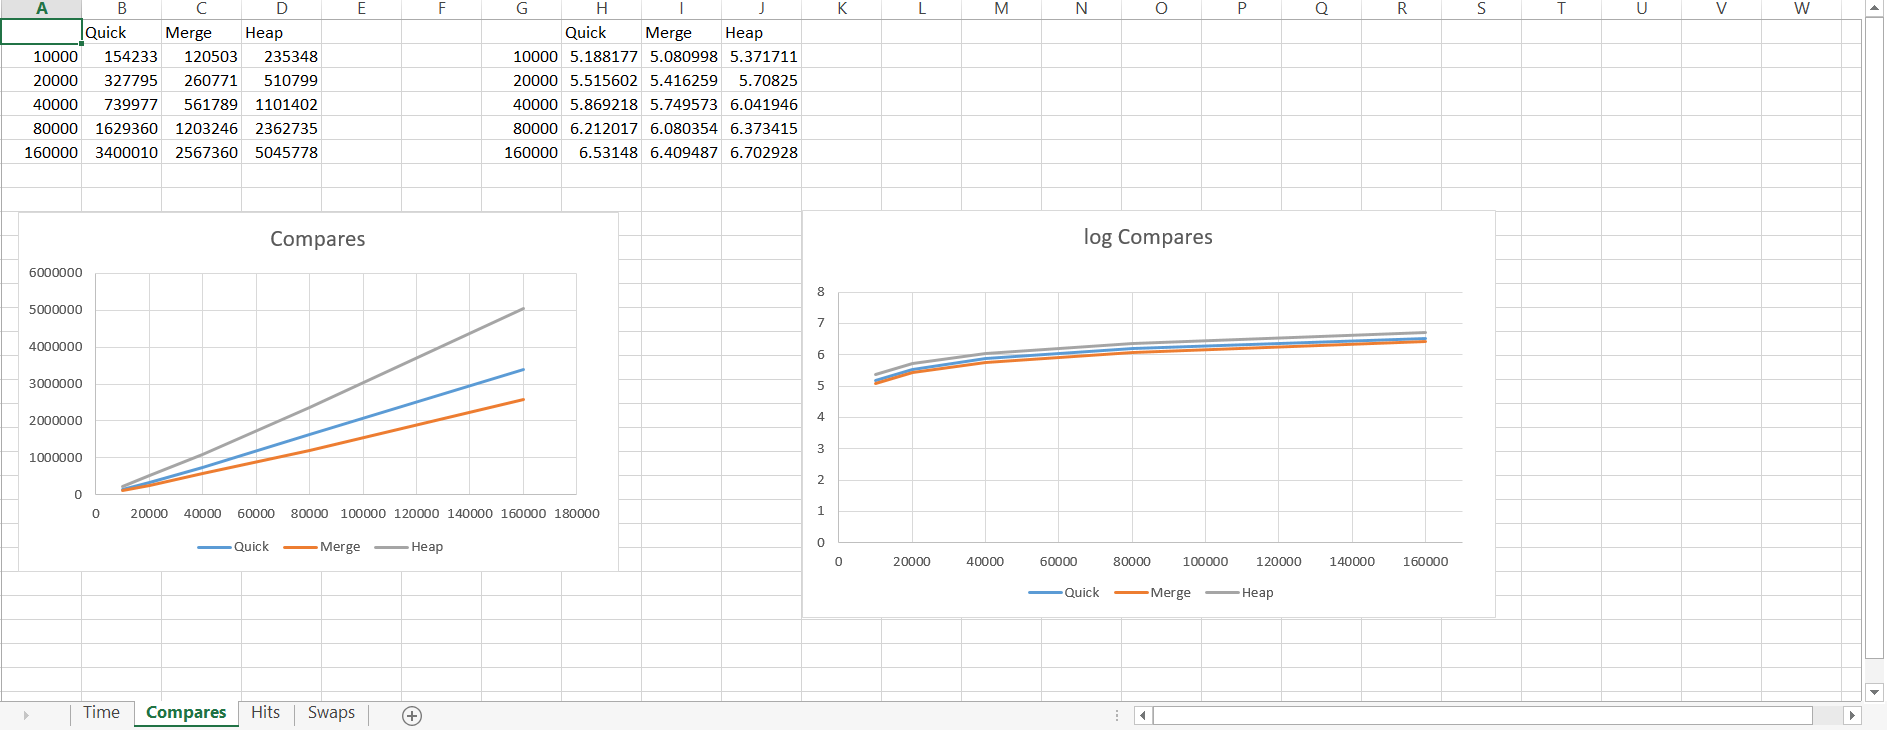 A B C D E F G H I J K L M N O P Q R S T U V W
Quick Merge Heap Quick Merge Heap
10000 154233 120503 235348 10000 5.188177 5.080998 5.371711
20000 327795 260771 510799 20000 5.515602 5.416259 5.70825
40000 739977 561789 1101402 40000 5.869218 5.749573 6.041946
80000 1629360 1203246 2362735 80000 6.212017 6.080354 6.373415
160000 3400010 2567360 5045778 160000 6.53148 6.409487 6.702928
Compares
6000000
5000000
4000000
3000000
2000000
1000000
0
0 20000 40000 60000 80000 100000 120000 140000 160000 180000
Quick Merge Heap
log Compares
8
7
6
5
4
3
2
1
0
0 20000 40000 60000 80000 100000 120000 140000 160000
Quick Merge Heap
Time Compares Hits Swaps